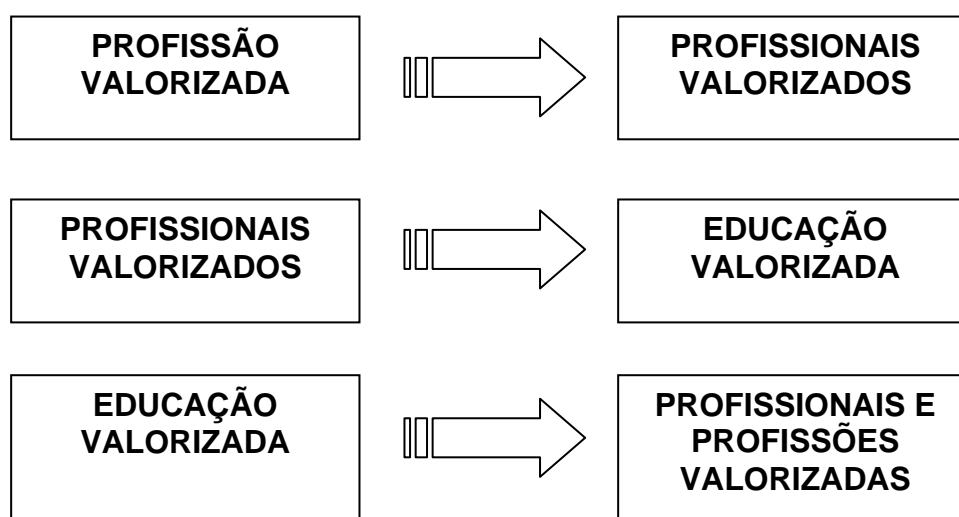 PROFISSÃO
VALORIZADA
PROFISSIONAIS
VALORIZADOS
PROFISSIONAIS
VALORIZADOS
EDUCAÇÃO
VALORIZADA
EDUCAÇÃO
VALORIZADA
PROFISSIONAIS E
PROFISSÕES
VALORIZADAS